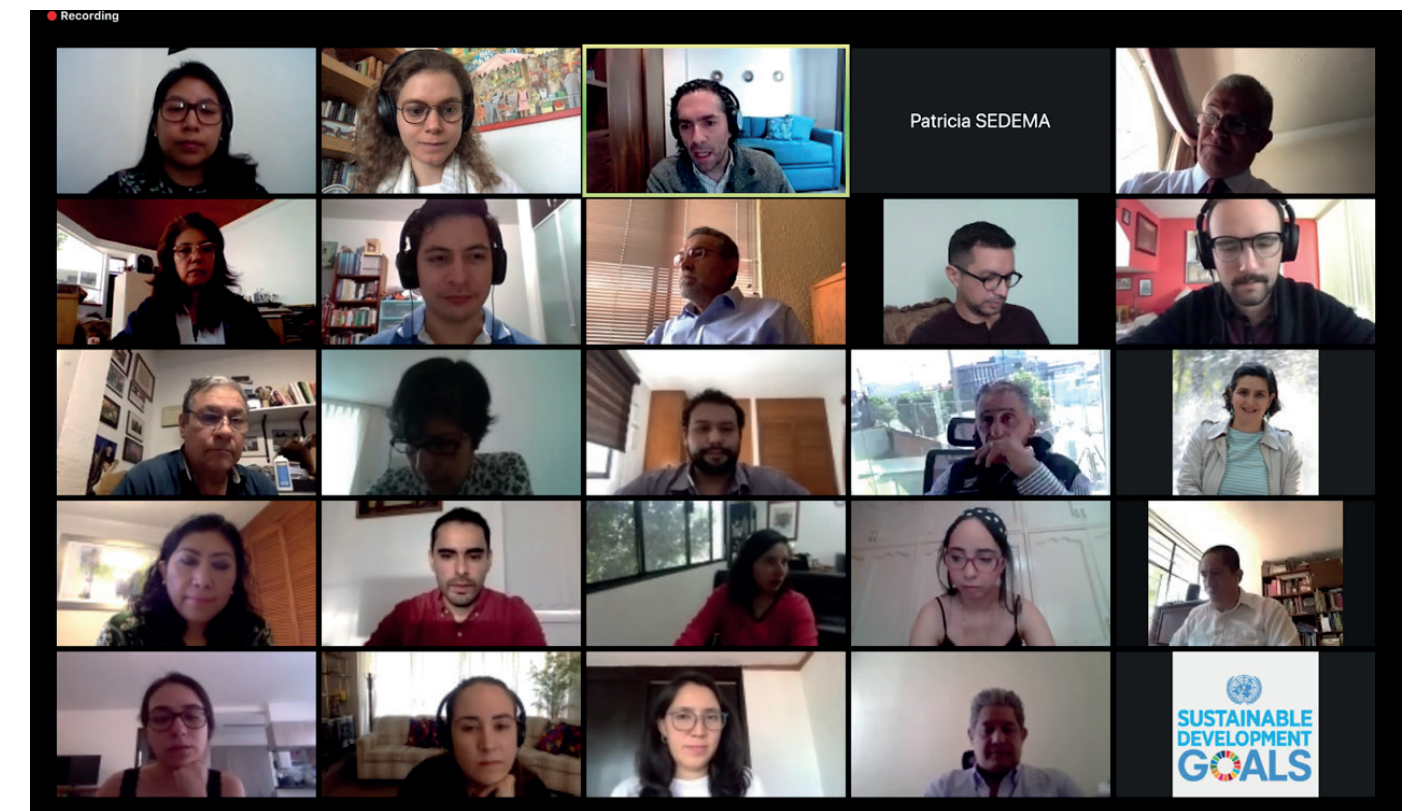 Recording
Patricia SEDEMA
SUSTAINABLE
DEVELOPMENT
GOALS